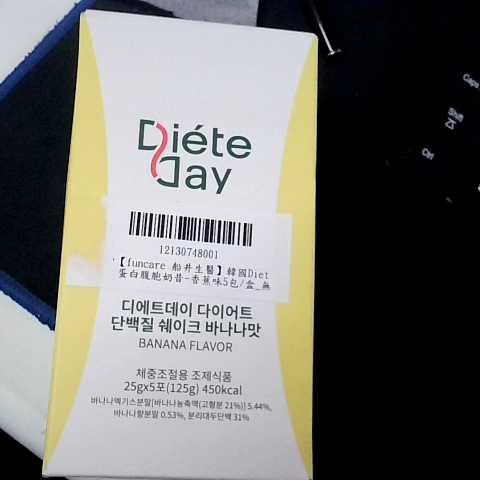 Diéte
Day
12130748001
【funcare 船井生醫】韓國Diet
蛋白飽胞奶昔-香蕉味5包/盒_無
디에트데이 다이어트
단백질 쉐이크 바나나맛
BANANA FLAVOR
체중조절용 조제식품
25gx5포(125g) 450kcal
바나나엑기스분말[바나나농축액(고형분 21%)] 5.44%,
바나나향분말 0.53%, 분리대두단백 31%
Caps
Shift
Ctrl